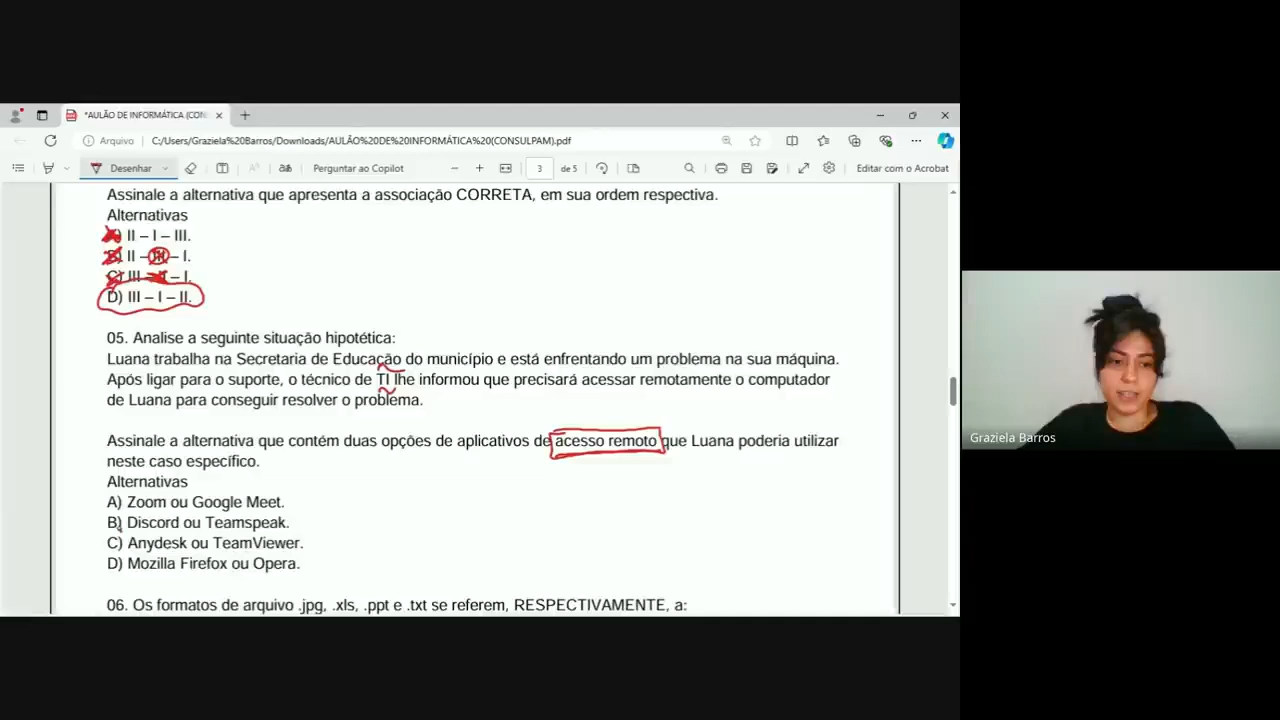 *AULÃO DE INFORMÁTICA (CON
Arquivo C:/Users/Graziela%20Barros/Downloads/AULÃO%20DE%20INFORMÁTICA%20(CONSULPAM).pdf
Desenhar Perguntar ao Copilot 3 de 5 Editar com o Acrobat
Assinale a alternativa que apresenta a associação CORRETA, em sua ordem respectiva.
Alternativas
II – I – III.
B) II – III – I.
C) III – – I.
D) III – I – II.
05. Analise a seguinte situação hipotética:
Luana trabalha na Secretaria de Educação do município e está enfrentando um problema na sua máquina.
Após ligar para o suporte, o técnico de TI lhe informou que precisará acessar remotamente o computador
de Luana para conseguir resolver o problema.
Assinale a alternativa que contém duas opções de aplicativos de acesso remoto que Luana poderia utilizar
neste caso específico.
Alternativas
A) Zoom ou Google Meet.
B) Discord ou Teamspeak.
C) Anydesk ou TeamViewer.
D) Mozilla Firefox ou Opera.
06. Os formatos de arquivo .jpg, .xls, .ppt e .txt se referem, RESPECTIVAMENTE, a:
Graziela Barros